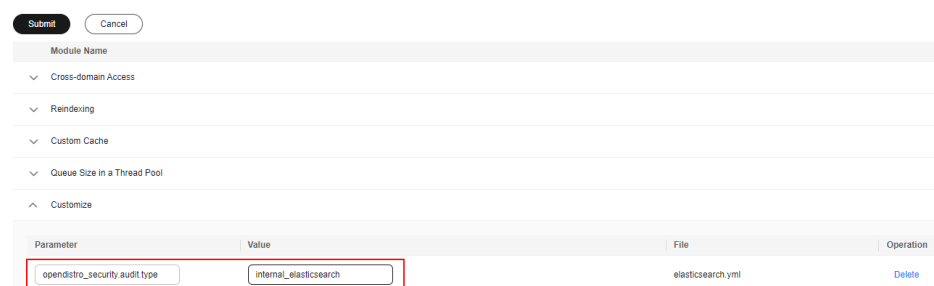 Submit Cancel
Module Name
Cross-domain Access
Reindexing
Custom Cache
Queue Size in a Thread Pool
Customize
Parameter Value File Operation
opendistro_security.audit.type internal_elasticsearch elasticsearch.yml Delete